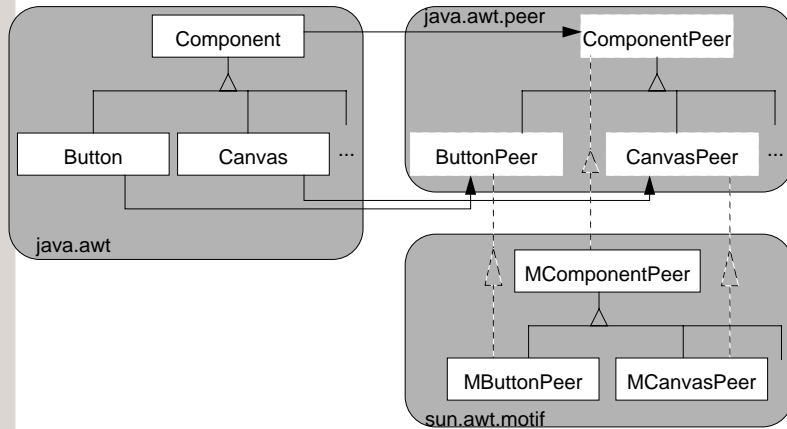 java.awt.peer
Component
ComponentPeer
Button
Canvas
...
ButtonPeer
CanvasPeer
...
java.awt
MComponentPeer
MButtonPeer
MCanvasPeer
sun.awt.motif